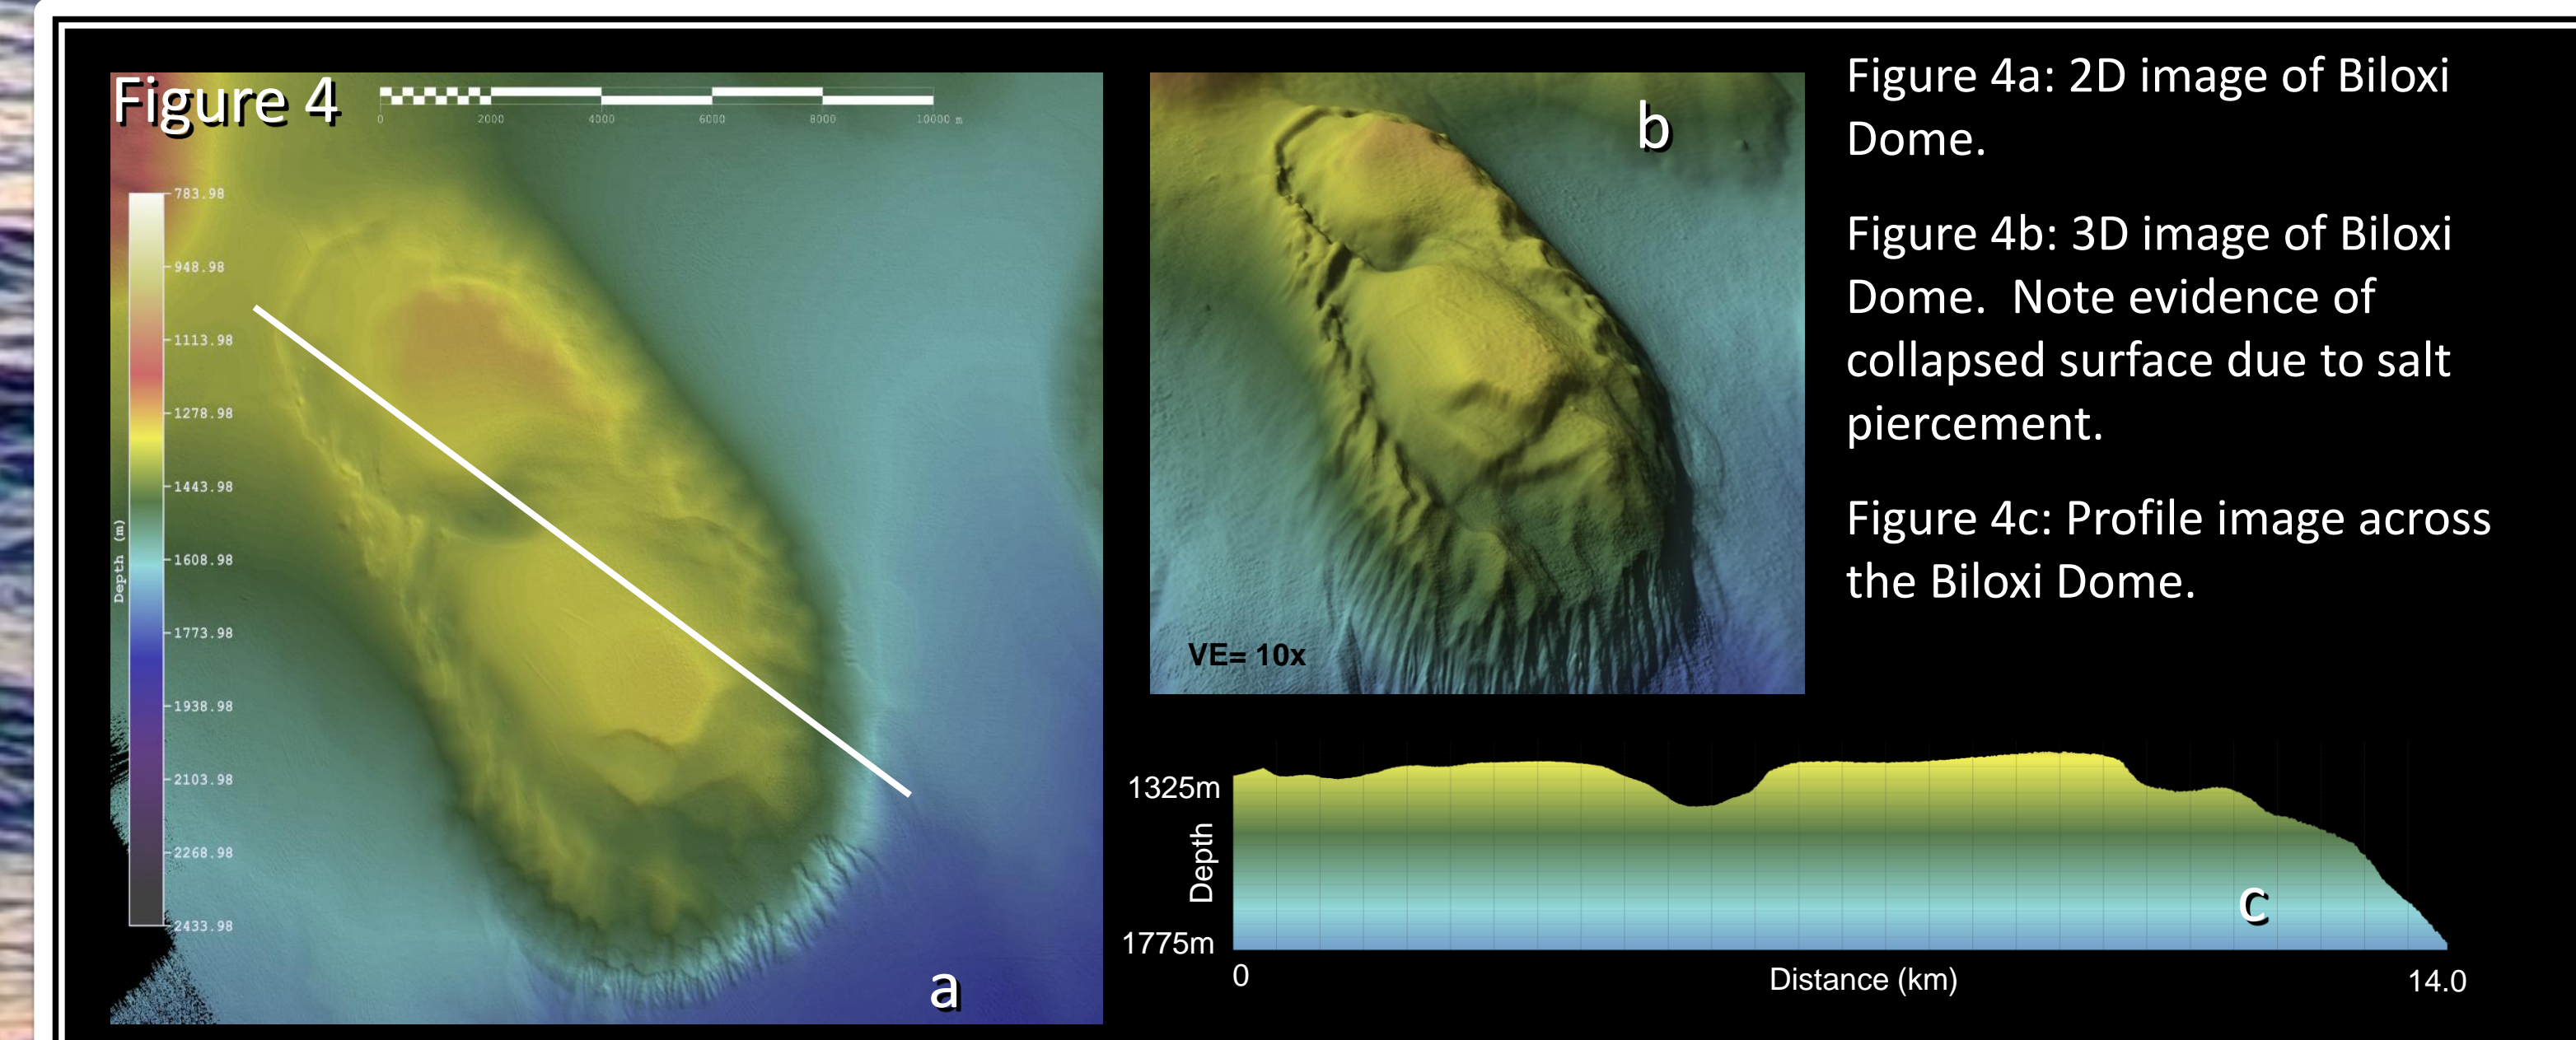 Figure 4
0 2000 4000 6000 8000 10000 m
783.98
948.98
1113.98
1278.98
1443.98
1608.98
1773.98
1938.98
2103.98
2268.98
2433.98
Depth (m)
a
b
VE= 10x
Figure 4a: 2D image of Biloxi
Dome.
Figure 4b: 3D image of Biloxi
Dome. Note evidence of
collapsed surface due to salt
piercement.
Figure 4c: Profile image across
the Biloxi Dome.
1325m
Depth
1775m
c
0
Distance (km)
14.0